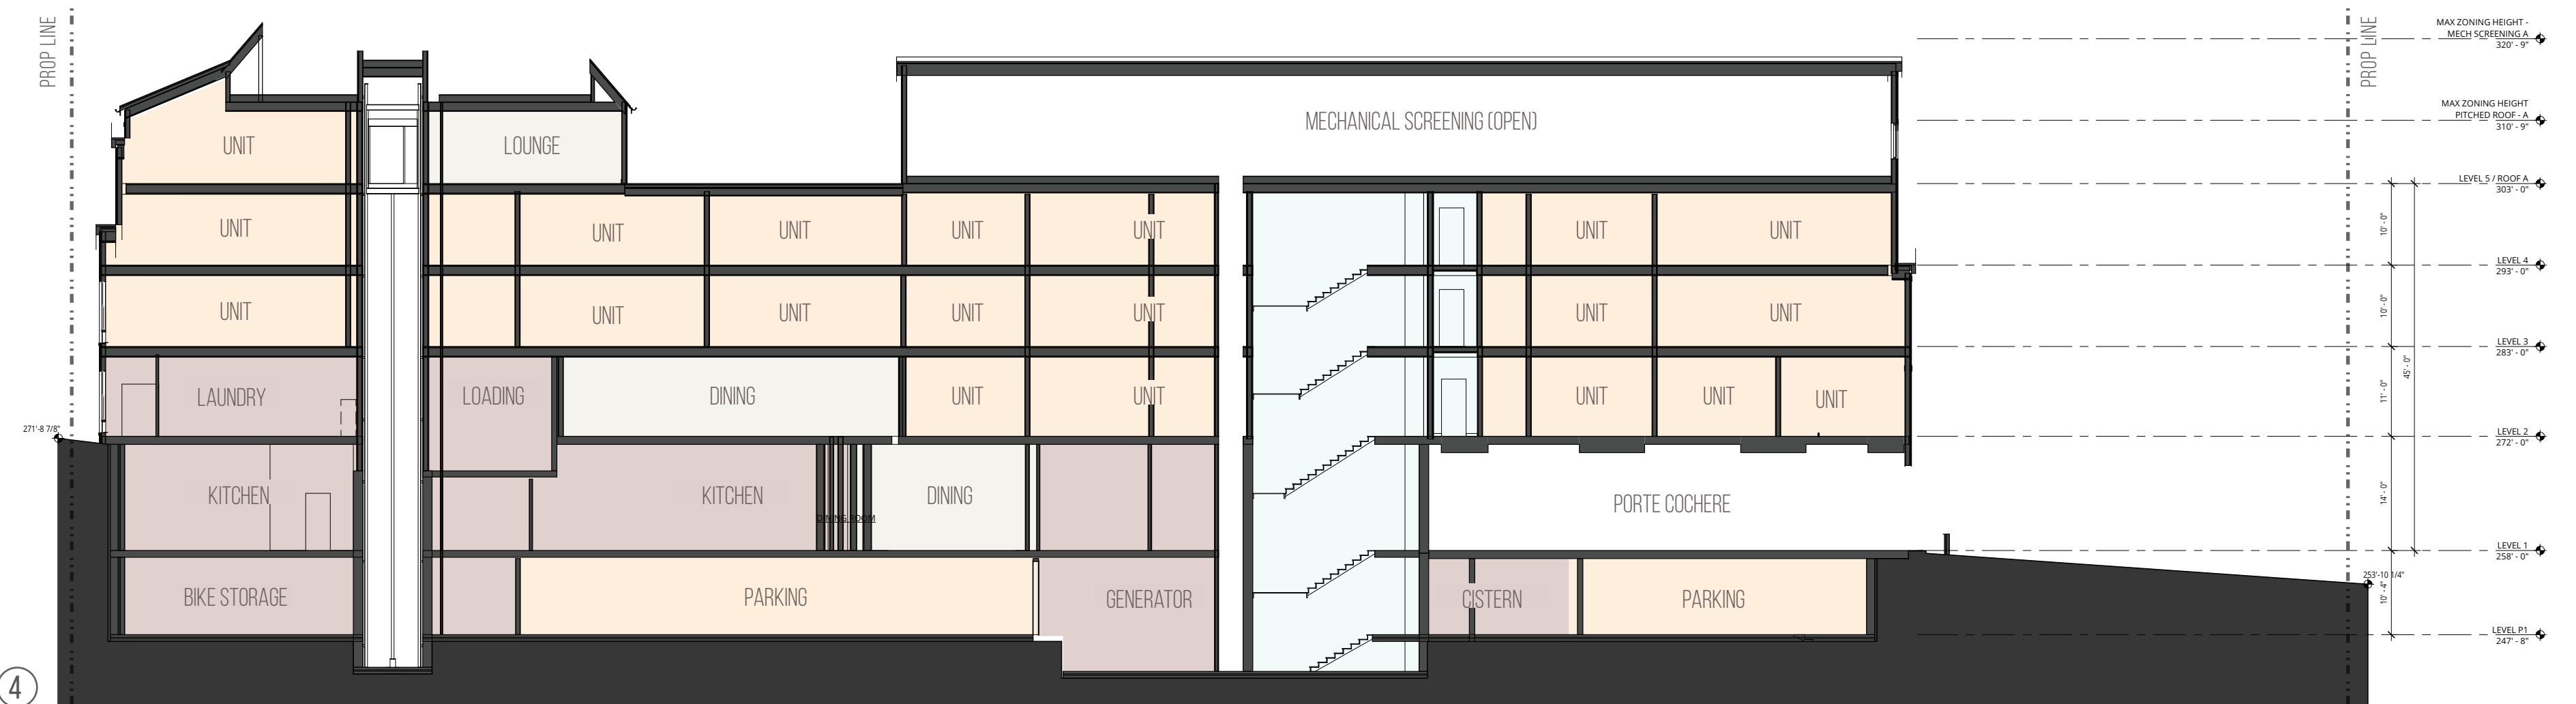 PROP LINE
PROP LINE
MAX ZONING HEIGHT -
MECH SCREENING A
320' - 9"
MAX ZONING HEIGHT
PITCHED ROOF - A
310' - 9"
MECHANICAL SCREENING (OPEN)
UNIT
LOUNGE
LEVEL 5 / ROOF A
303' - 0"
UNIT
UNIT
UNIT
UNIT
UNIT
UNIT
UNIT
10' - 0"
LEVEL 4
293' - 0"
UNIT
UNIT
UNIT
UNIT
UNIT
UNIT
UNIT
10' - 0"
LEVEL 3
283' - 0"
45' - 0"
LAUNDRY
LOADING
DINING
UNIT
UNIT
UNIT
UNIT
UNIT
11' - 0"
271'-8 7/8"
LEVEL 2
272' - 0"
KITCHEN
KITCHEN
DINING
DINING ROOM
PORTE COCHERE
14' - 0"
LEVEL 1
258' - 0"
253'-10 1/4"
BIKE STORAGE
PARKING
GENERATOR
CISTERN
PARKING
10' - 4"
LEVEL P1
247' - 8"
4